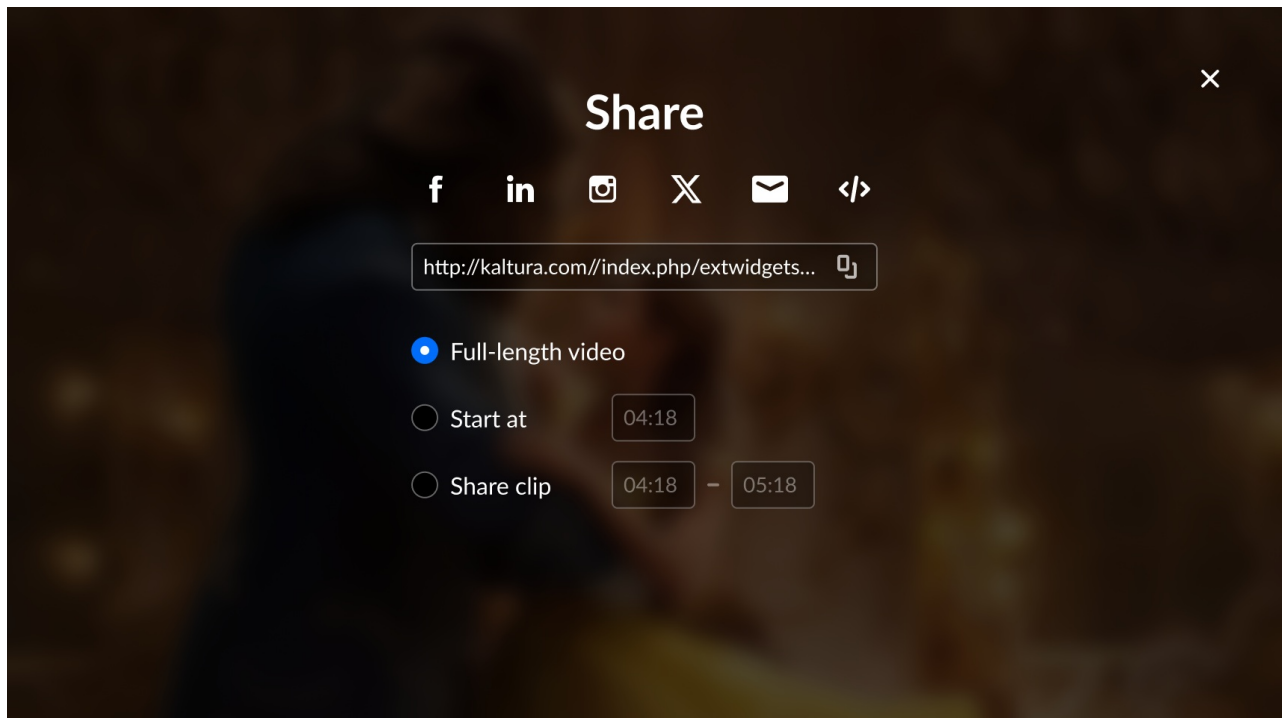 Share
f in X </>
http://kaltura.com//index.php/extwidgets...
Full-length video
Start at 04:18
Share clip 04:18 – 05:18